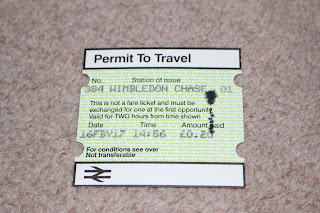 Permit To Travel
No. Station of issue
384 WIMBLEDON CHASE 01
This is not a fare ticket and must be
exchanged for one at the first opportunity
Valid for TWO hours from time shown
Date Time Amount paid
16FBY17 14:56 £0.20
For conditions see over
Not transferable